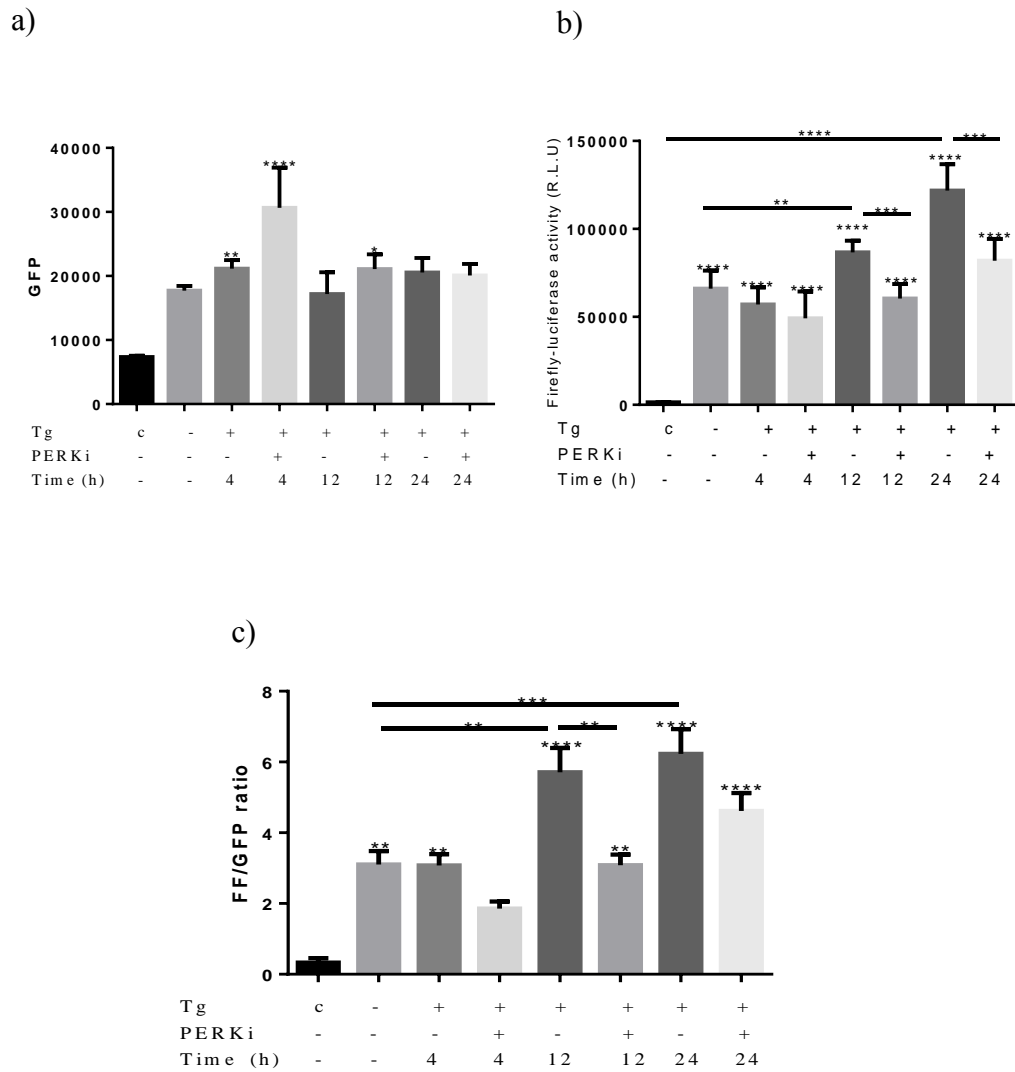 a)
GFP
40000
30000
20000
10000
0
****
**
*
Tg c - + + + + + +
PERKi - - - + - + - +
Time (h) - - 4 4 12 12 24 24
b)
Firefly-luciferase activity (R.L.U)
150000
100000
50000
0
**** ***
****
** ***
**** ****
**** **** **** ****
Tg c - + + + + + +
PERKi - - - + - + - +
Time (h) - - 4 4 12 12 24 24
c)
FF/GFP ratio
8
6
4
2
0
***
** ** ****
****
****
** ** **
Tg c - + + + + + +
PERKi - - - + - + - +
Time (h) - - 4 4 12 12 24 24